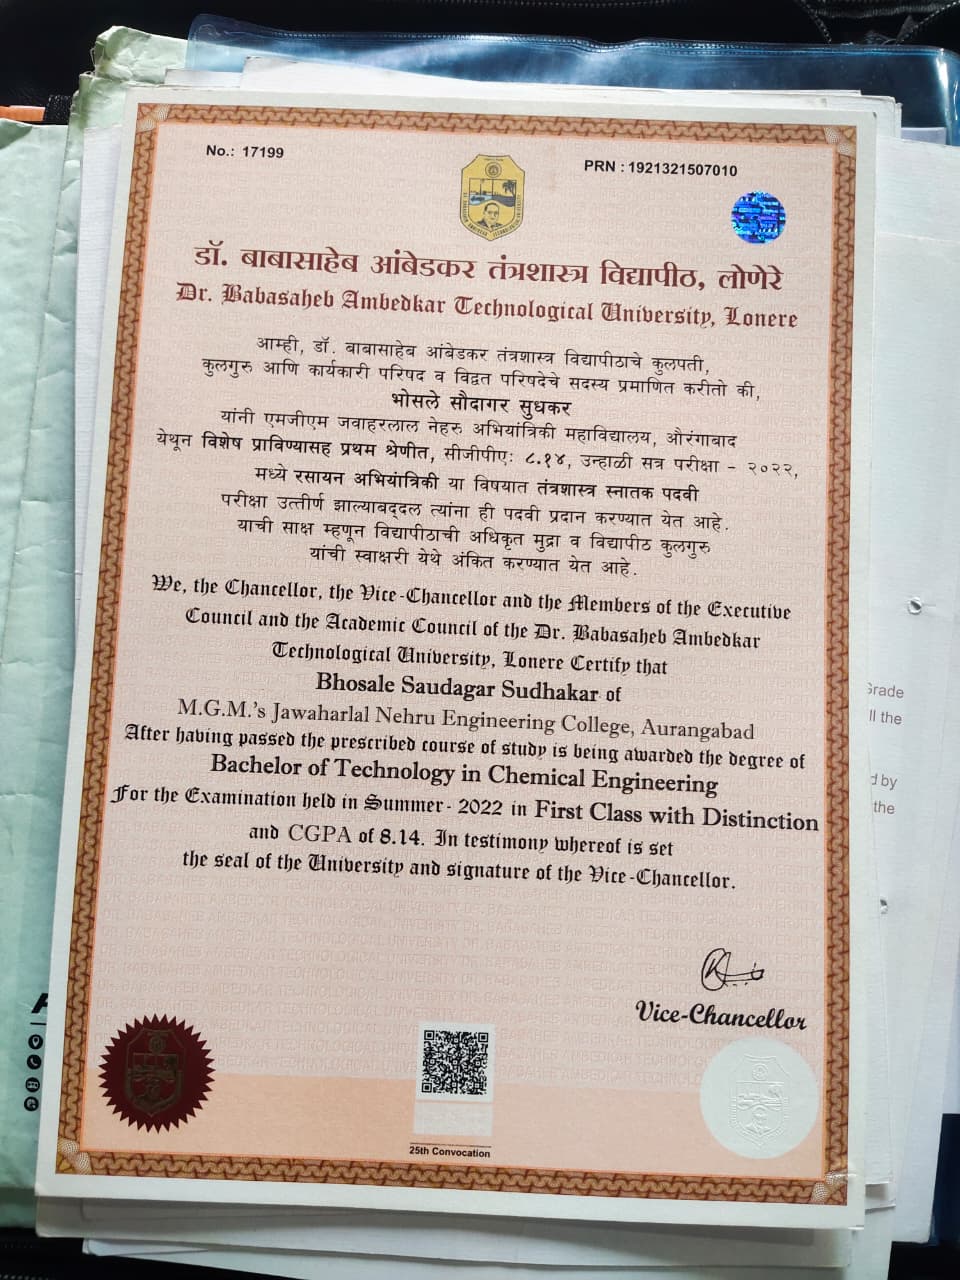 No.: 17199
PRN : 1921321507010
डॉ. बाबासाहेब आंबेडकर तंत्रशास्त्र विद्यापीठ, लोणेरे
Dr. Babasaheb Ambedkar Technological University, Lonere
आम्ही, डॉ. बाबासाहेब आंबेडकर तंत्रशास्त्र विद्यापीठाचे कुलपती,
कुलगुरु आणि कार्यकारी परिषद व विद्वत परिषदेचे सदस्य प्रमाणित करीतो की,
भोसले सौदागर सुधकर
यांनी एमजीएम जवाहरलाल नेहरु अभियांत्रिकी महाविद्यालय, औरंगाबाद
येथून विशेष प्राविण्यासह प्रथम श्रेणीत, सीजीपीए: ८.१४, उन्हाळी सत्र परीक्षा - २०२२,
मध्ये रसायन अभियांत्रिकी या विषयात तंत्रशास्त्र स्नातक पदवी
परीक्षा उत्तीर्ण झाल्याबद्दल त्यांना ही पदवी प्रदान करण्यात येत आहे.
याची साक्ष म्हणून विद्यापीठाची अधिकृत मुद्रा व विद्यापीठ कुलगुरु
यांची स्वाक्षरी येथे अंकित करण्यात येत आहे.
We, the Chancellor, the Vice-Chancellor and the Members of the Executive
Council and the Academic Council of the Dr. Babasaheb Ambedkar
Technological University, Lonere Certify that
Bhosale Saudagar Sudhakar of
M.G.M.'s Jawaharlal Nehru Engineering College, Aurangabad
After having passed the prescribed course of study is being awarded the degree of
Bachelor of Technology in Chemical Engineering
For the Examination held in Summer- 2022 in First Class with Distinction
and CGPA of 8.14. In testimony whereof is set
the seal of the University and signature of the Vice-Chancellor.
Vice-Chancellor
25th Convocation
Grade
ll the
d by
the